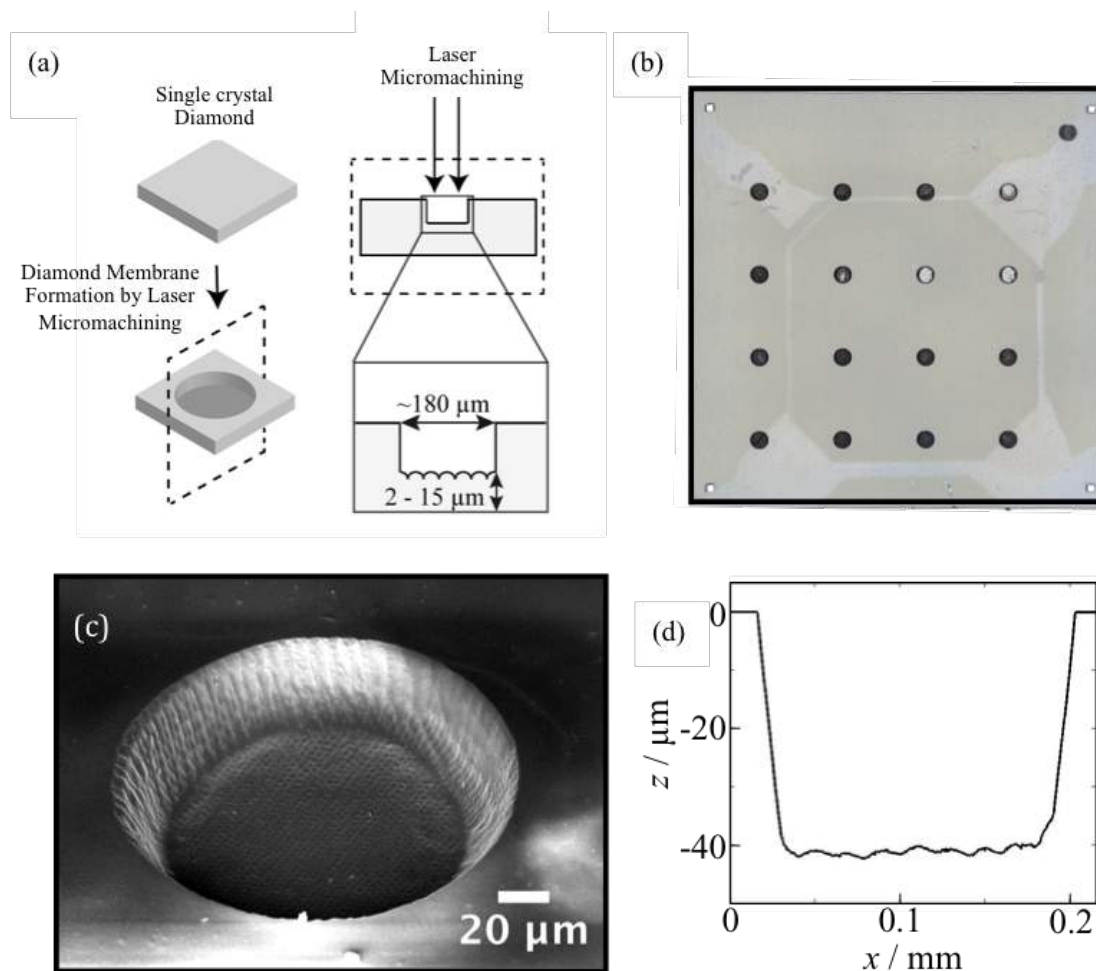 (a)
Single crystal
Diamond
Diamond Membrane
Formation by Laser
Micromachining
Laser
Micromachining
~180 µm
2 - 15 µm
(b)
(c)
20 µm
(d)
0
-20
-40
z / µm
0
0.1
0.2
x / mm